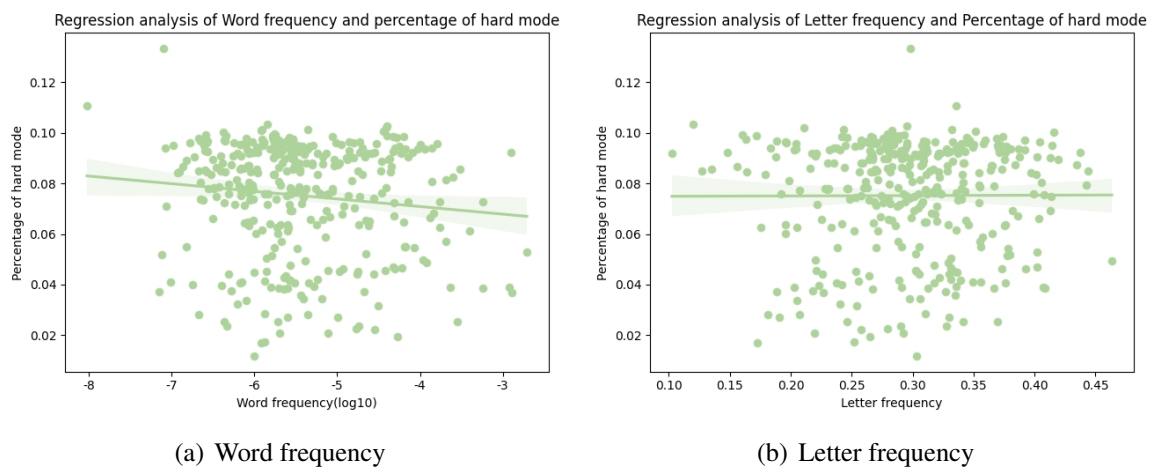 Regression analysis of Word frequency and percentage of hard mode
Percentage of hard mode
0.12
0.10
0.08
0.06
0.04
0.02
-8 -7 -6 -5 -4 -3
Word frequency(log10)
(a) Word frequency
Regression analysis of Letter frequency and Percentage of hard mode
Percentage of hard mode
0.12
0.10
0.08
0.06
0.04
0.02
0.10 0.15 0.20 0.25 0.30 0.35 0.40 0.45
Letter frequency
(b) Letter frequency